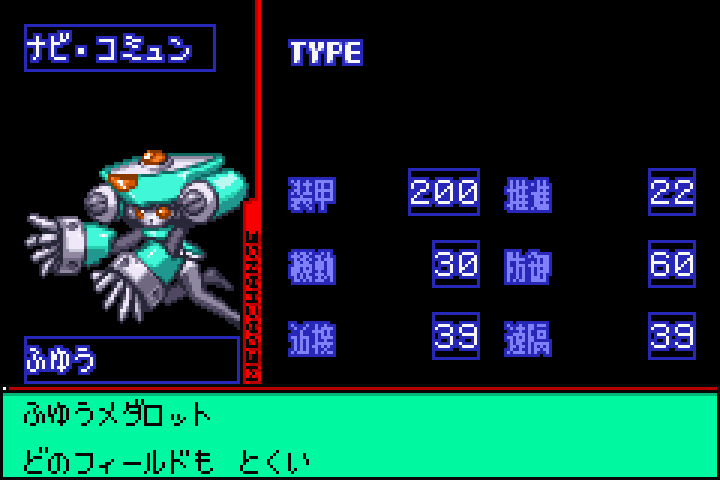 ナビ・コミュン
TYPE
装甲 200 推進 22
機動 30 防御 60
近接 39 遠隔 39
MEDACHANGE
ふゆう
ふゆうメダロット
どのフィールドも とくい